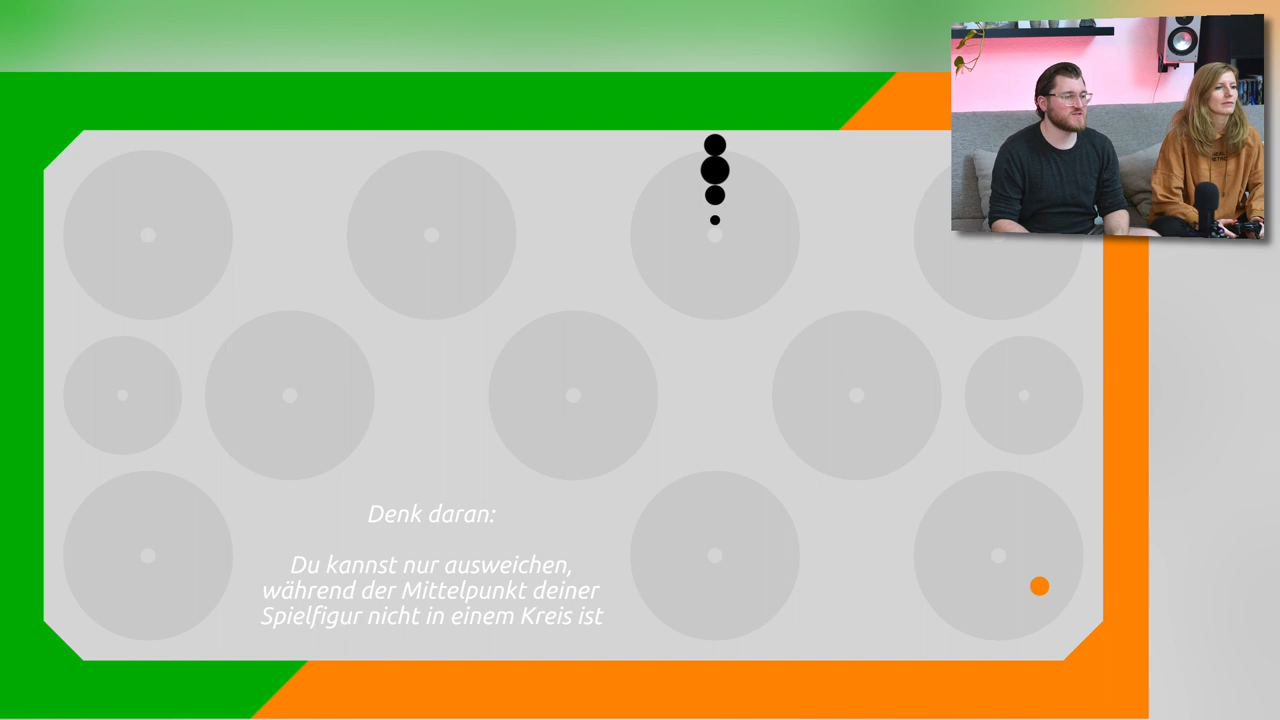 Denk daran:
Du kannst nur ausweichen,
während der Mittelpunkt deiner
Spielfigur nicht in einem Kreis ist